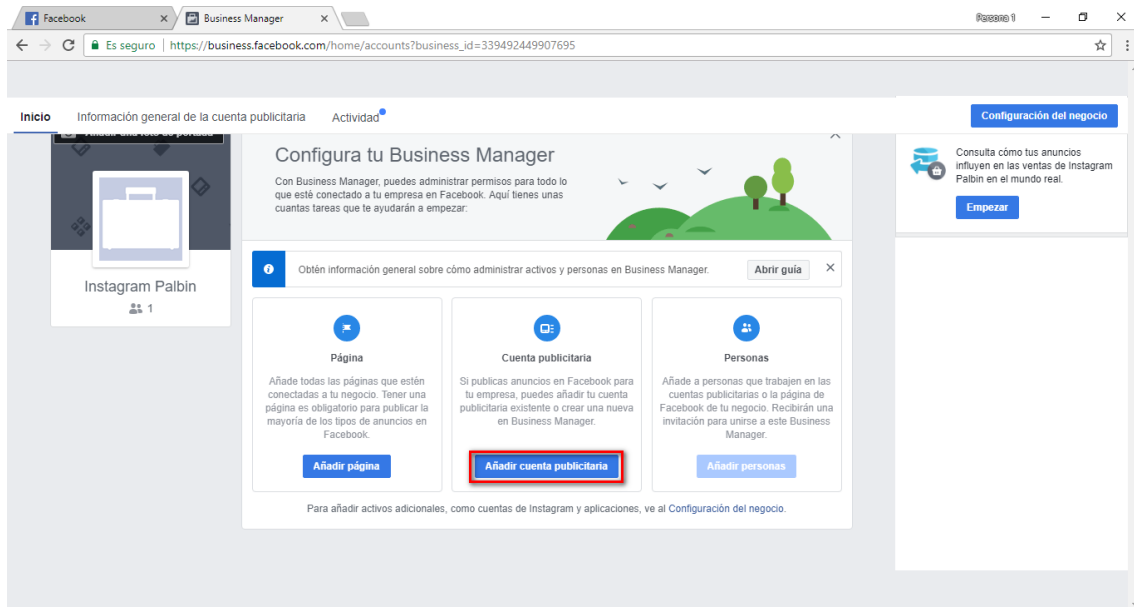 Facebook
Business Manager
Persona 1
Es seguro | https://business.facebook.com/home/accounts?business_id=339492449907695
Inicio
Información general de la cuenta publicitaria
Actividad
Configuración del negocio
Añadir una foto de portada
Instagram Palbin
1
Configura tu Business Manager
Con Business Manager, puedes administrar permisos para todo lo
que esté conectado a tu empresa en Facebook. Aquí tienes unas
cuantas tareas que te ayudarán a empezar:
Obtén información general sobre cómo administrar activos y personas en Business Manager.
Abrir guía
Página
Añade todas las páginas que estén
conectadas a tu negocio. Tener una
página es obligatorio para publicar la
mayoría de los tipos de anuncios en
Facebook.
Añadir página
Cuenta publicitaria
Si publicas anuncios en Facebook para
tu empresa, puedes añadir tu cuenta
publicitaria existente o crear una nueva
en Business Manager.
Añadir cuenta publicitaria
Personas
Añade a personas que trabajen en las
cuentas publicitarias o la página de
Facebook de tu negocio. Recibirán una
invitación para unirse a este Business
Manager.
Añadir personas
Para añadir activos adicionales, como cuentas de Instagram y aplicaciones, ve al Configuración del negocio.
Consulta cómo tus anuncios
influyen en las ventas de Instagram
Palbin en el mundo real.
Empezar